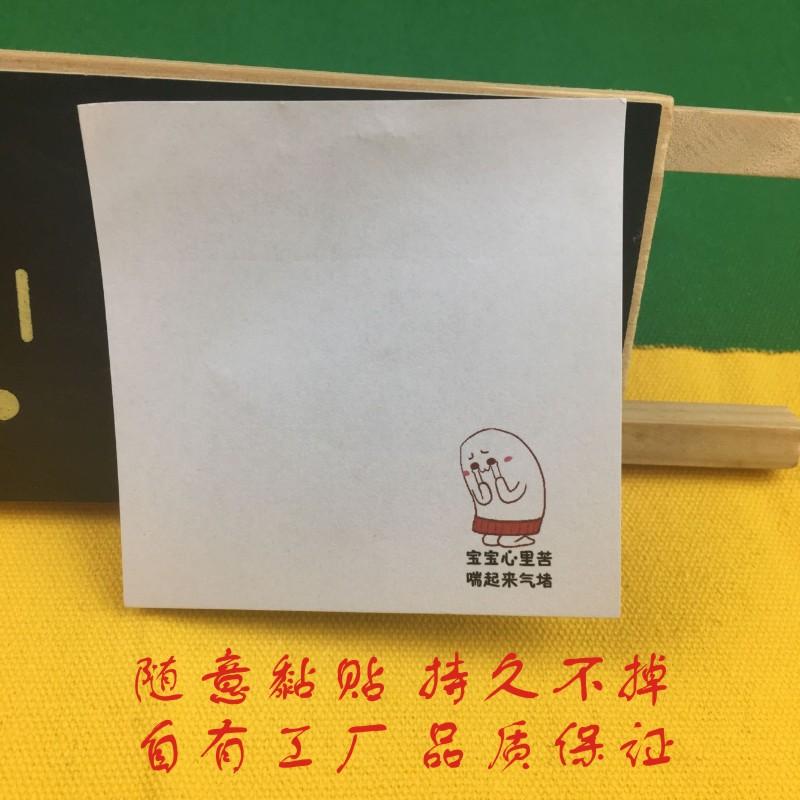 宝宝心里苦
喘起来气堵
随意黏贴 持久不掉
自有工厂 品质保证